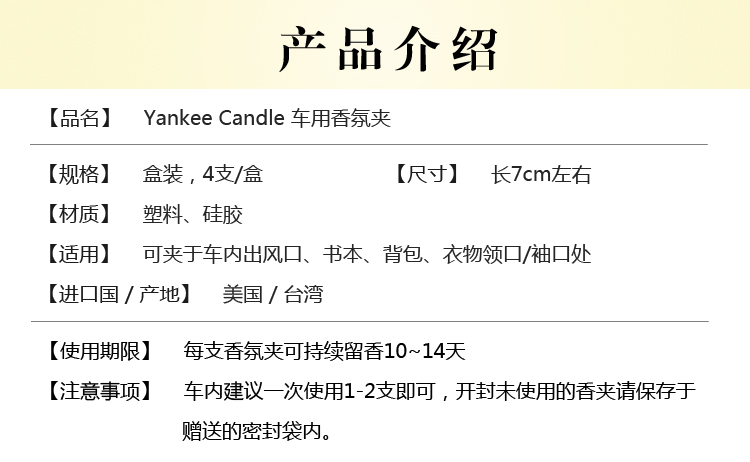 产品介绍
【品名】 Yankee Candle 车用香氛夹
【规格】 盒装，4支/盒 【尺寸】 长7cm左右
【材质】 塑料、硅胶
【适用】 可夹于车内出风口、书本、背包、衣物领口/袖口处
【进口国 / 产地】 美国 / 台湾
【使用期限】 每支香氛夹可持续留香10~14天
【注意事项】 车内建议一次使用1-2支即可，开封未使用的香夹请保存于
赠送的密封袋内。